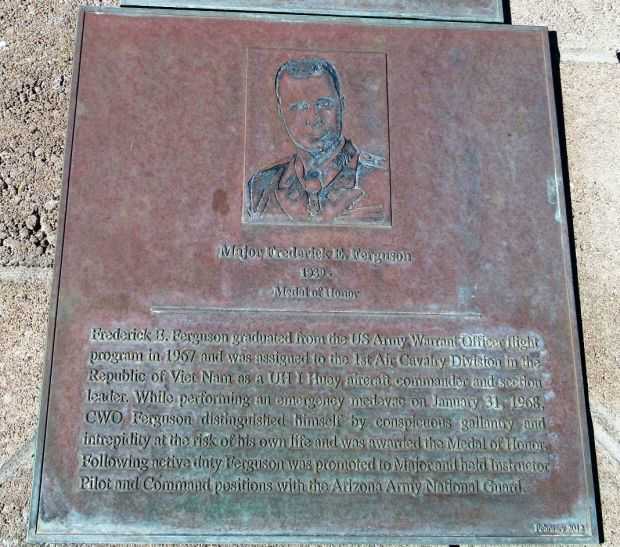 Major Frederick E. Ferguson
1939 -
Medal of Honor
Frederick E. Ferguson graduated from the US Army Warrant Officer flight
program in 1967 and was assigned to the 1st Air Cavalry Division in the
Republic of Viet Nam as a UH 1 Huey aircraft commander and section
leader. While performing an emergency medevac on January 31, 1968,
CWO Ferguson distinguished himself by conspicuous gallantry and
intrepidity at the risk of his own life and was awarded the Medal of Honor.
Following active duty Ferguson was promoted to Major and held Instructor
Pilot and Command positions with the Arizona Army National Guard.
February 2012